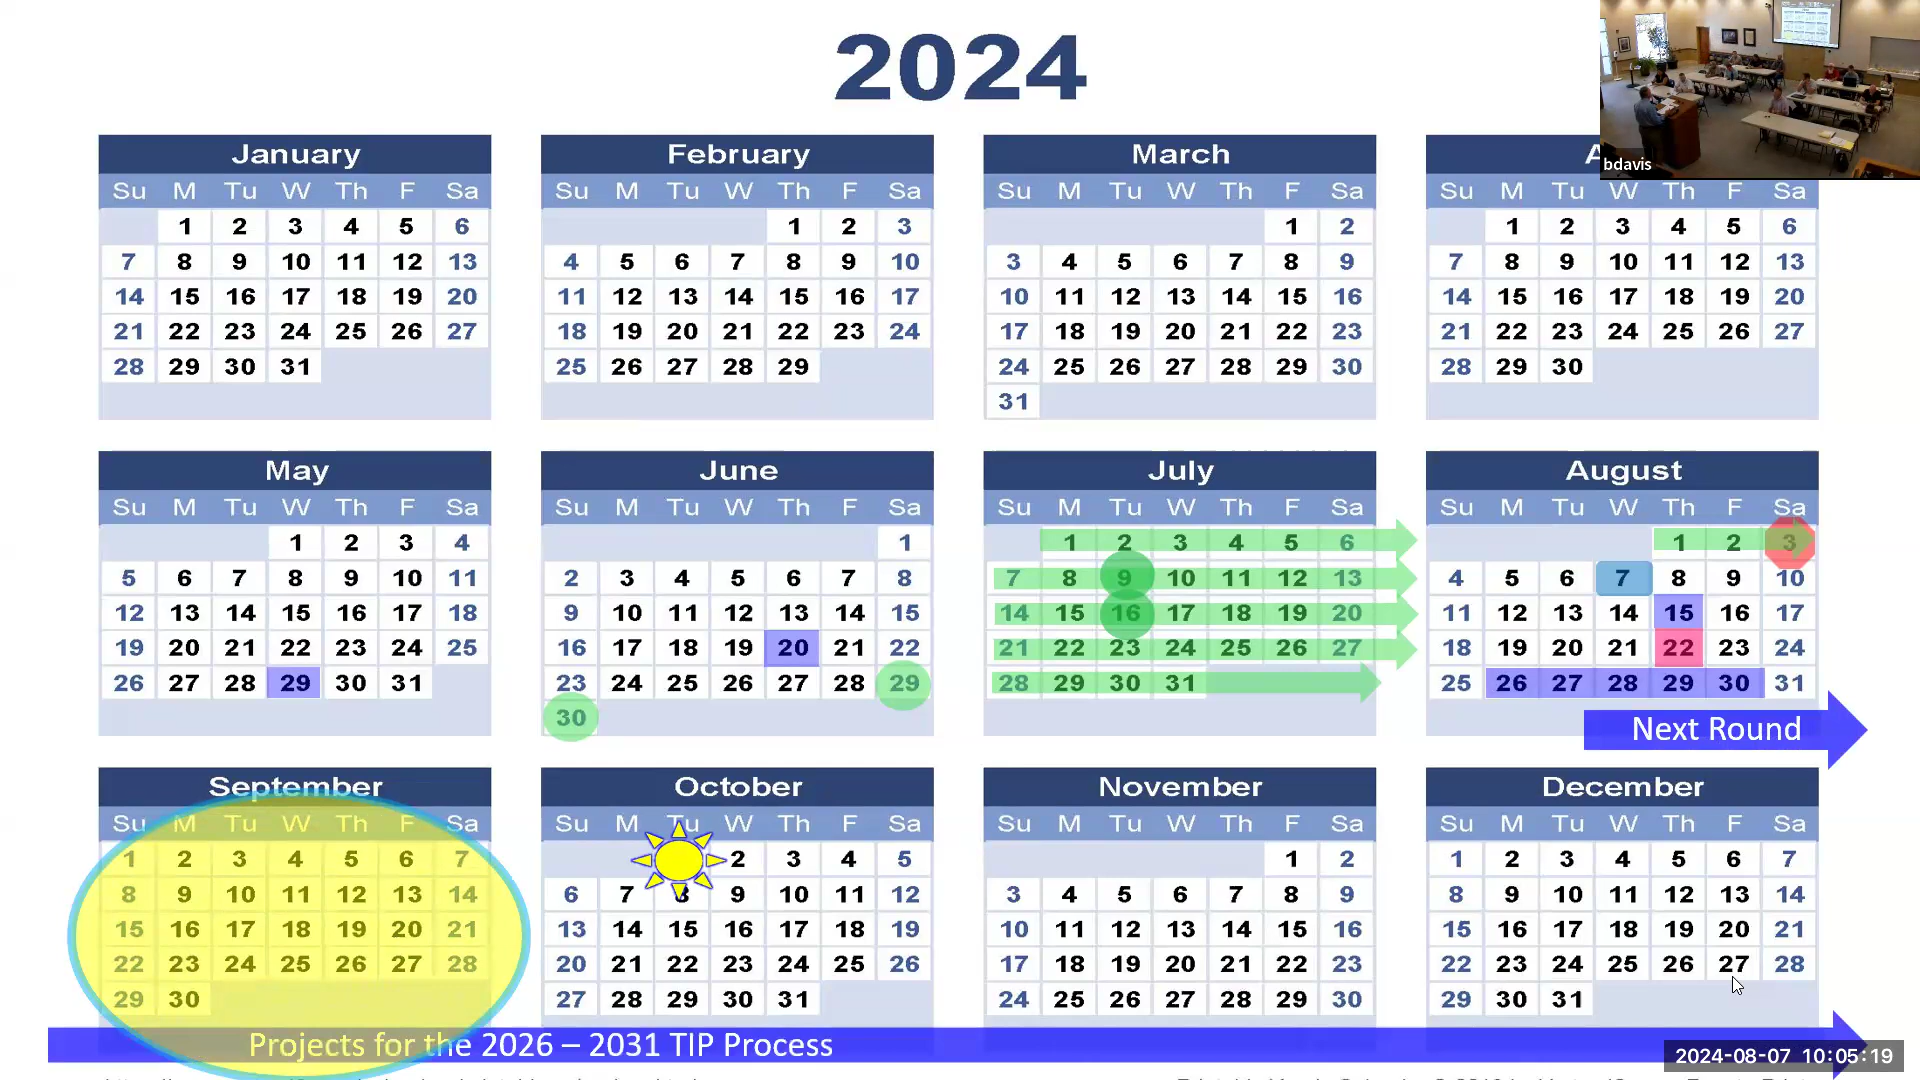 2024
bdavis
January February March
Su M Tu W Th F Sa Su M Tu W Th F Sa Su M Tu W Th F Sa Su M Tu W Th F Sa
1 2 3 4 5 6 1 2 3 1 2 1 2 3 4 5 6
7 8 9 10 11 12 13 4 5 6 7 8 9 10 3 4 5 6 7 8 9 7 8 9 10 11 12 13
14 15 16 17 18 19 20 11 12 13 14 15 16 17 10 11 12 13 14 15 16 14 15 16 17 18 19 20
21 22 23 24 25 26 27 18 19 20 21 22 23 24 17 18 19 20 21 22 23 21 22 23 24 25 26 27
28 29 30 31 25 26 27 28 29 24 25 26 27 28 29 30 28 29 30
31
May June July August
Su M Tu W Th F Sa Su M Tu W Th F Sa Su M Tu W Th F Sa Su M Tu W Th F Sa
1 2 3 4 1 1 2 3 4 5 6 1 2 3
5 6 7 8 9 10 11 2 3 4 5 6 7 8 7 8 9 10 11 12 13 4 5 6 7 8 9 10
12 13 14 15 16 17 18 9 10 11 12 13 14 15 14 15 16 17 18 19 20 11 12 13 14 15 16 17
19 20 21 22 23 24 25 16 17 18 19 20 21 22 21 22 23 24 25 26 27 18 19 20 21 22 23 24
26 27 28 29 30 31 23 24 25 26 27 28 29 28 29 30 31 25 26 27 28 29 30 31
30
Next Round
September October November December
Su M Tu W Th F Sa Su M Tu W Th F Sa Su M Tu W Th F Sa Su M Tu W Th F Sa
1 2 3 4 5 6 7 2 3 4 5 1 2 1 2 3 4 5 6 7
8 9 10 11 12 13 14 6 7 8 9 10 11 12 3 4 5 6 7 8 9 8 9 10 11 12 13 14
15 16 17 18 19 20 21 13 14 15 16 17 18 19 10 11 12 13 14 15 16 15 16 17 18 19 20 21
22 23 24 25 26 27 28 20 21 22 23 24 25 26 17 18 19 20 21 22 23 22 23 24 25 26 27 28
29 30 27 28 29 30 31 24 25 26 27 28 29 30 29 30 31
Projects for the 2026 – 2031 TIP Process
2024-08-07 10:05:19